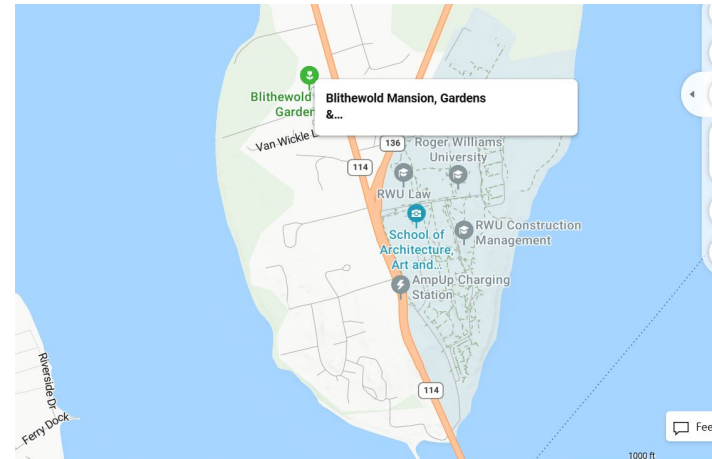 Blithewold
Garden
Blithewold Mansion, Gardens
&…
Van Wickle L
136
114
Roger Williams
University
RWU Law
School of
Architecture,
Art and…
RWU Construction
Management
AmpUp Charging
Station
114
Riverside Dr
Ferry Dock
Fee
1000 ft